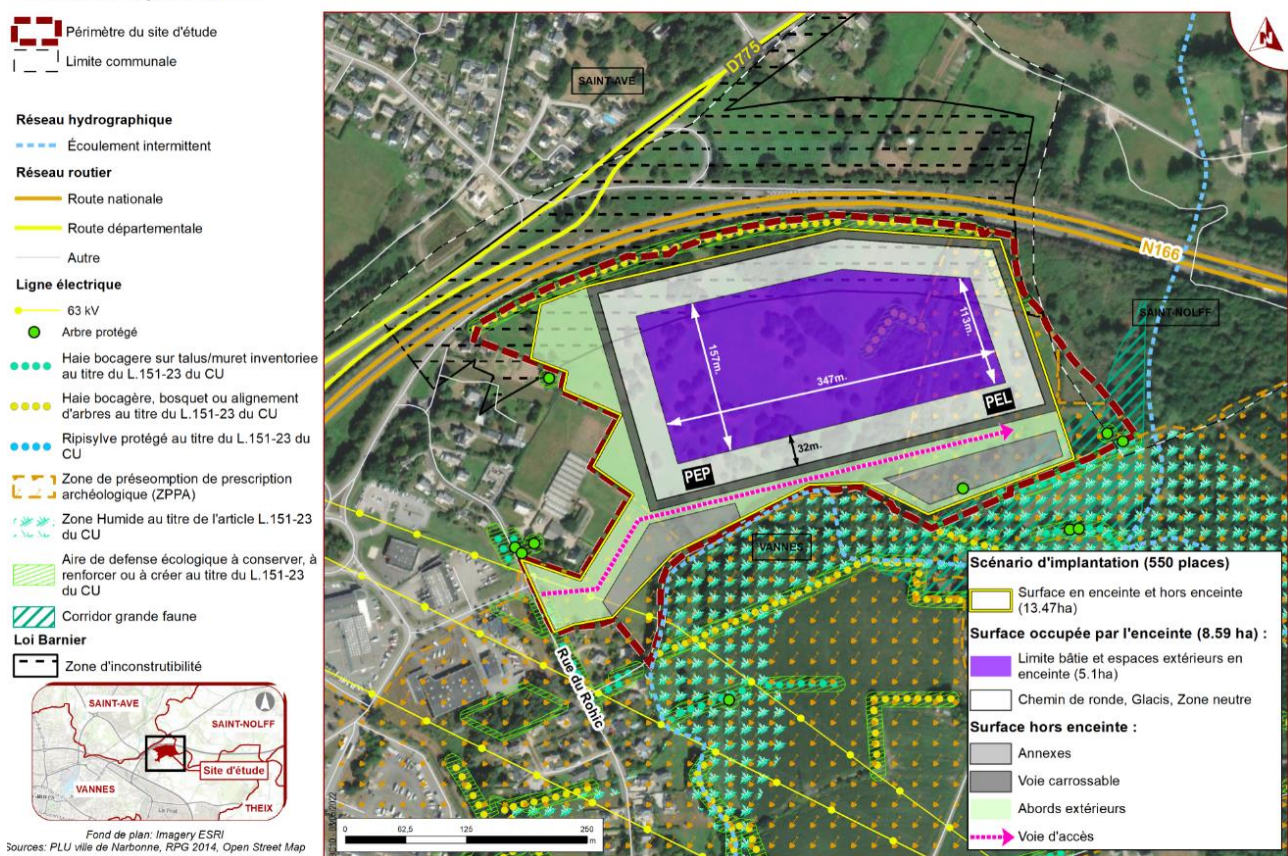 Périmètre du site d'étude
Limite communale
Réseau hydrographique
Écoulement intermittent
Réseau routier
Route nationale
Route départementale
Autre
Ligne électrique
63 kV
Arbre protégé
Haie bocagere sur talus/muret inventoriee
au titre du L.151-23 du CU
Haie bocagère, bosquet ou alignement
d'arbres au titre du L.151-23 du CU
Ripisylve protégé au titre du L.151-23 du
CU
Zone de préseomption de prescription
archéologique (ZPPA)
Zone Humide au titre de l'article L.151-23
du CU
Aire de defense écologique à conserver, à
renforcer ou à créer au titre du L.151-23
du CU
Corridor grande faune
Loi Barnier
Zone d'inconstrutibilité
SAINT-AVE
SAINT-NOLFF
Site d'étude
VANNES
THEIX
Fond de plan: Imagery ESRI
Sources: PLU ville de Narbonne, RPG 2014, Open Street Map
N
D775
SAINT-AVE
N166
SAINT-NOLFF
157m.
113m.
347m.
PEL
32m.
PEP
VANNES
Rue du Rohic
0 62,5 125 250
m
Scénario d'implantation (550 places)
Surface en enceinte et hors enceinte
(13.47ha)
Surface occupée par l'enceinte (8.59 ha) :
Limite bâtie et espaces extérieurs en
enceinte (5.1ha)
Chemin de ronde, Glacis, Zone neutre
Surface hors enceinte :
Annexes
Voie carrossable
Abords extérieurs
Voie d'accès